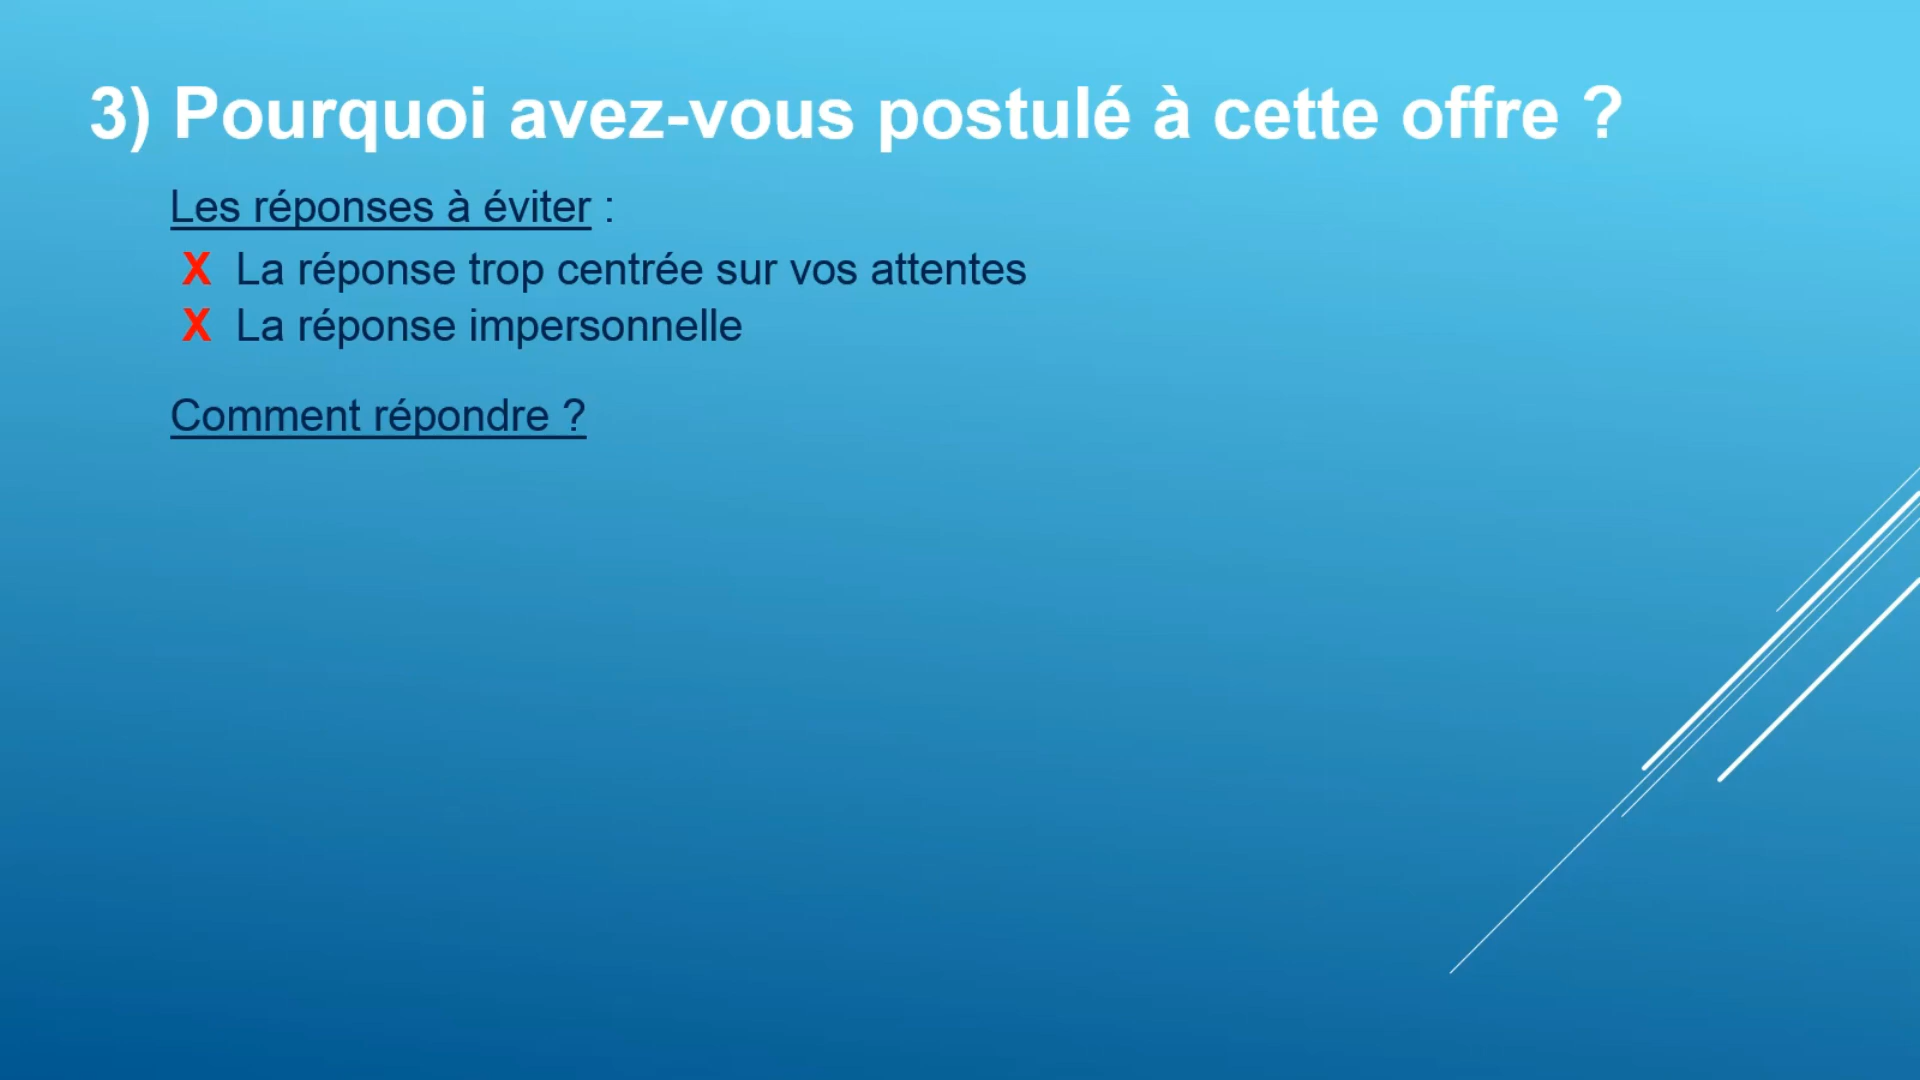 3) Pourquoi avez-vous postulé à cette offre ?
Les réponses à éviter :
X La réponse trop centrée sur vos attentes
X La réponse impersonnelle
Comment répondre ?